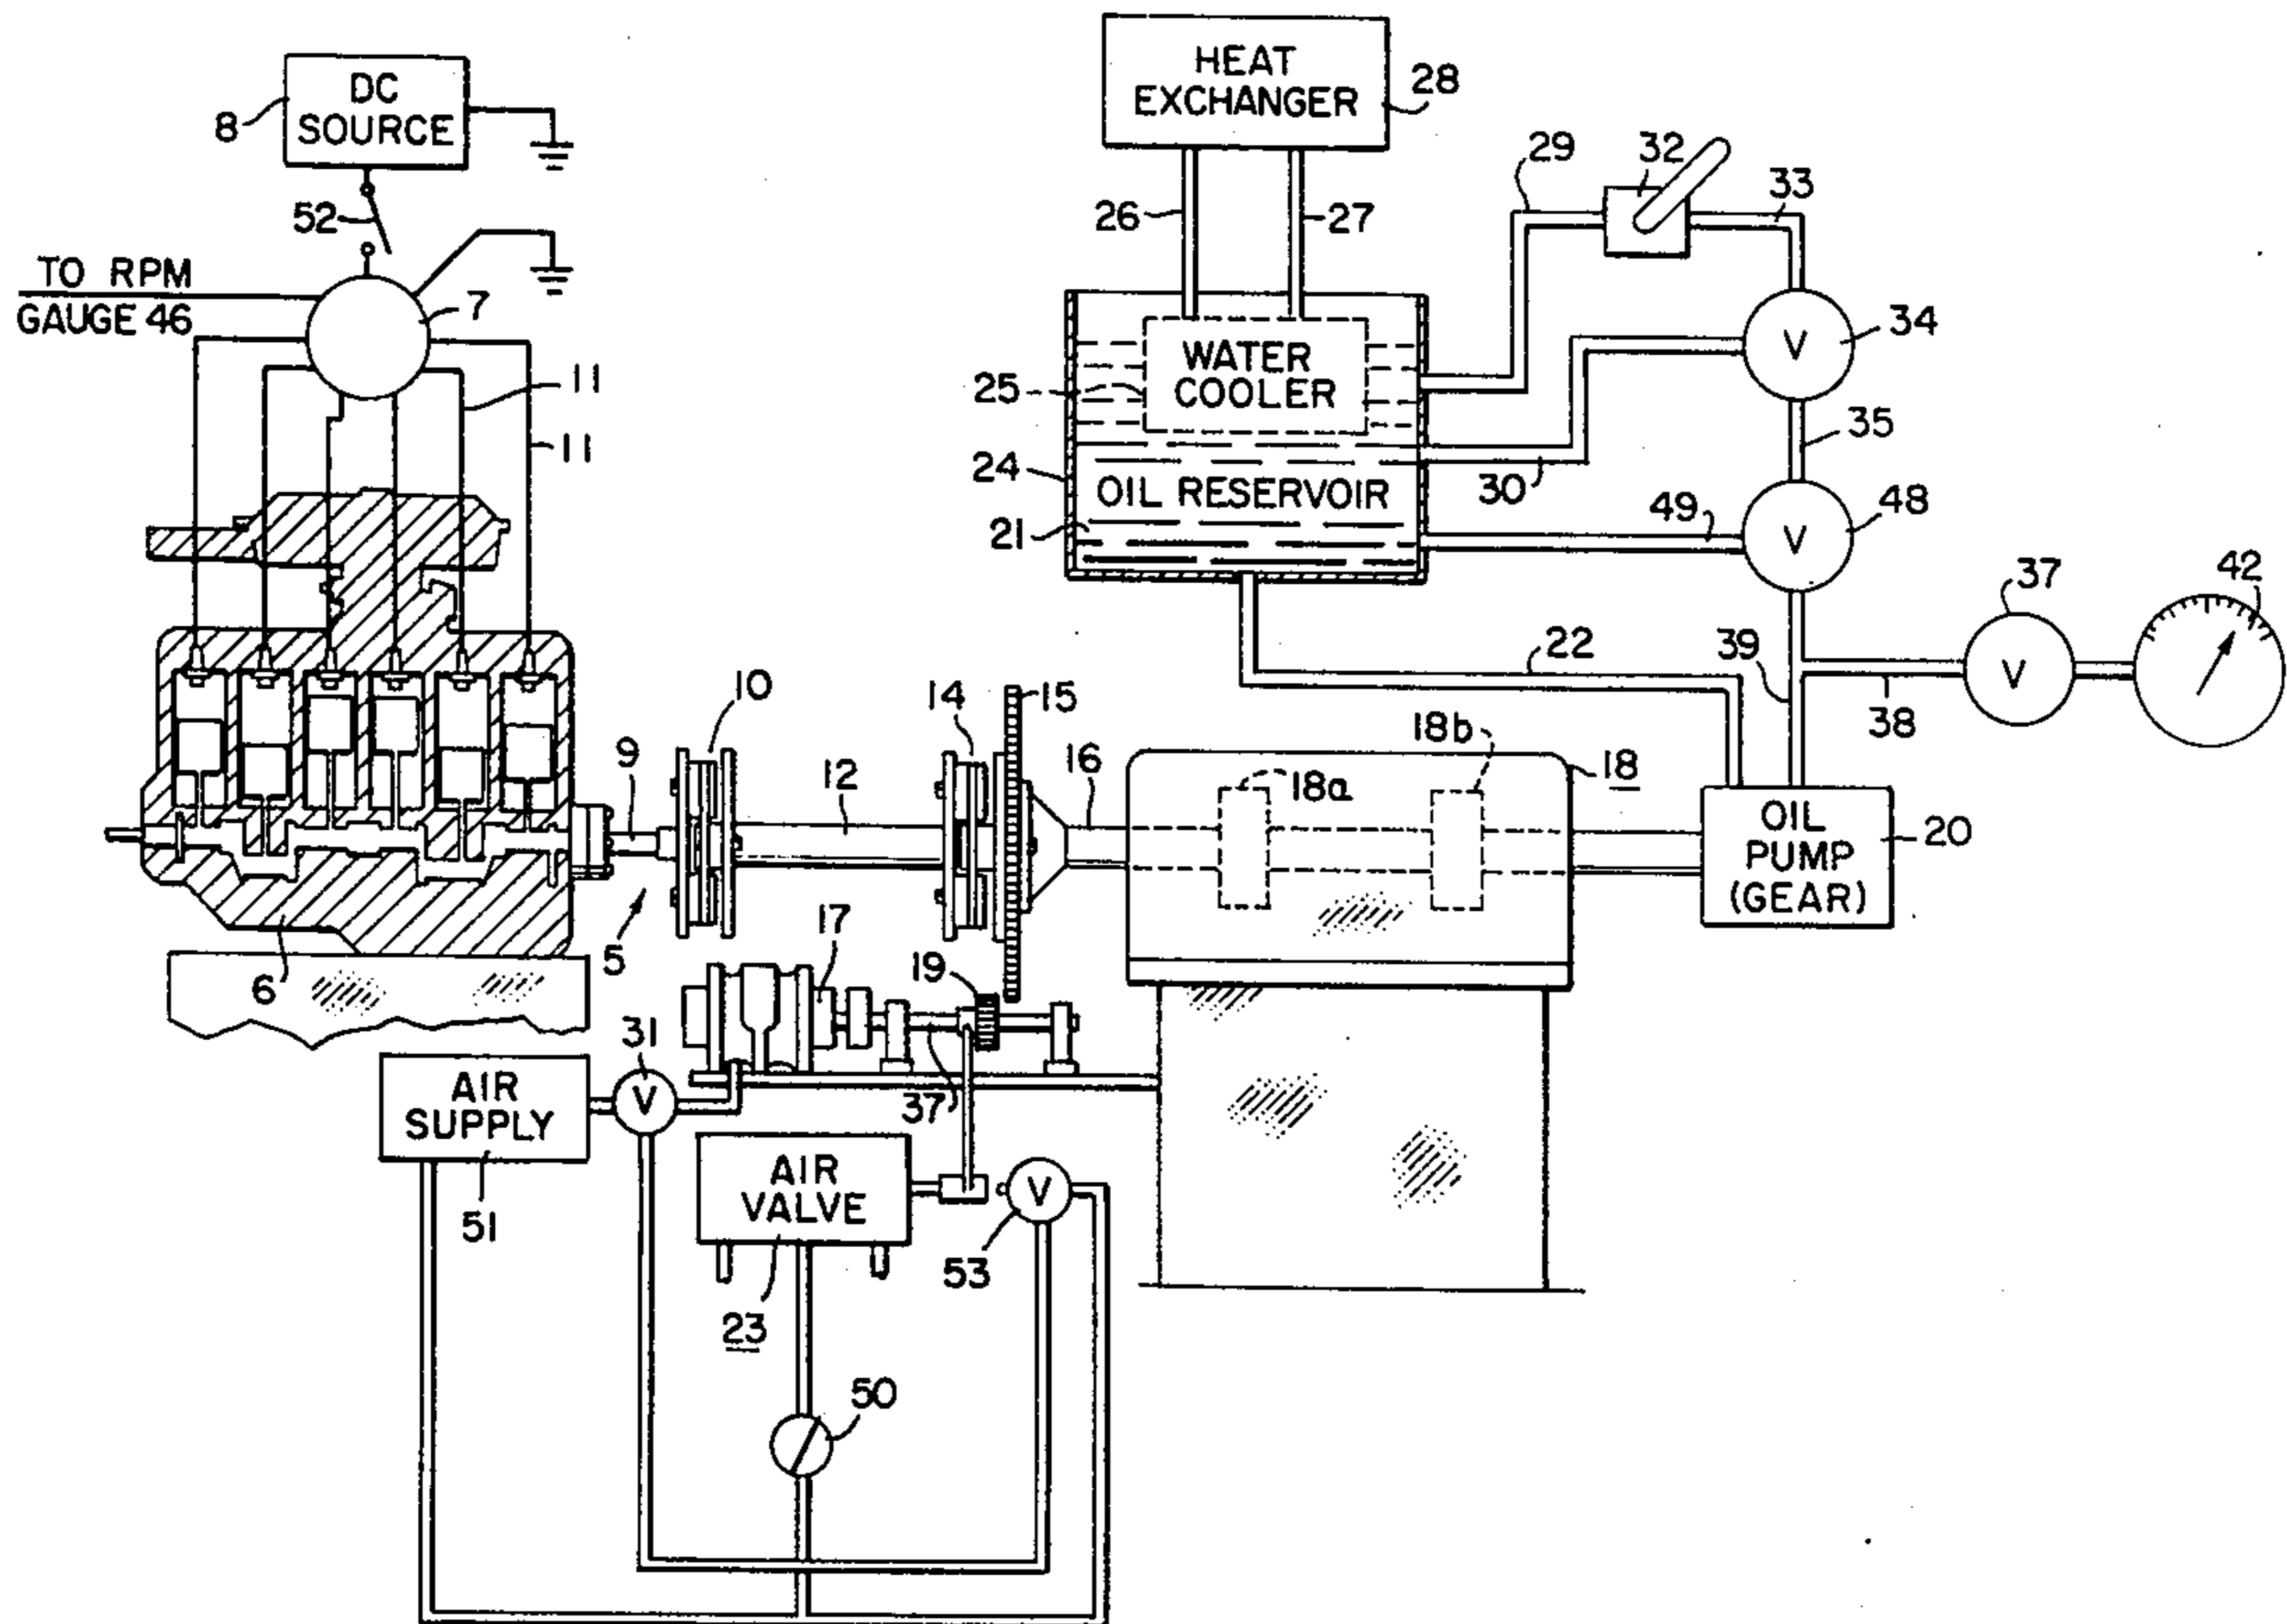 HEAT
EXCHANGER
28
DC
SOURCE
8
52
26
27
29
32
33
TO RPM
GAUGE 46
7
34
WATER
COOLER
25
11
11
35
24
OIL RESERVOIR
30
21
49
48
V
V
37
42
V
22
39
38
10
14
15
18b
9
12
16
18a
18
OIL
PUMP
(GEAR)
20
5
17
19
6
31
V
37
AIR
SUPPLY
51
AIR
VALVE
V
53
23
50